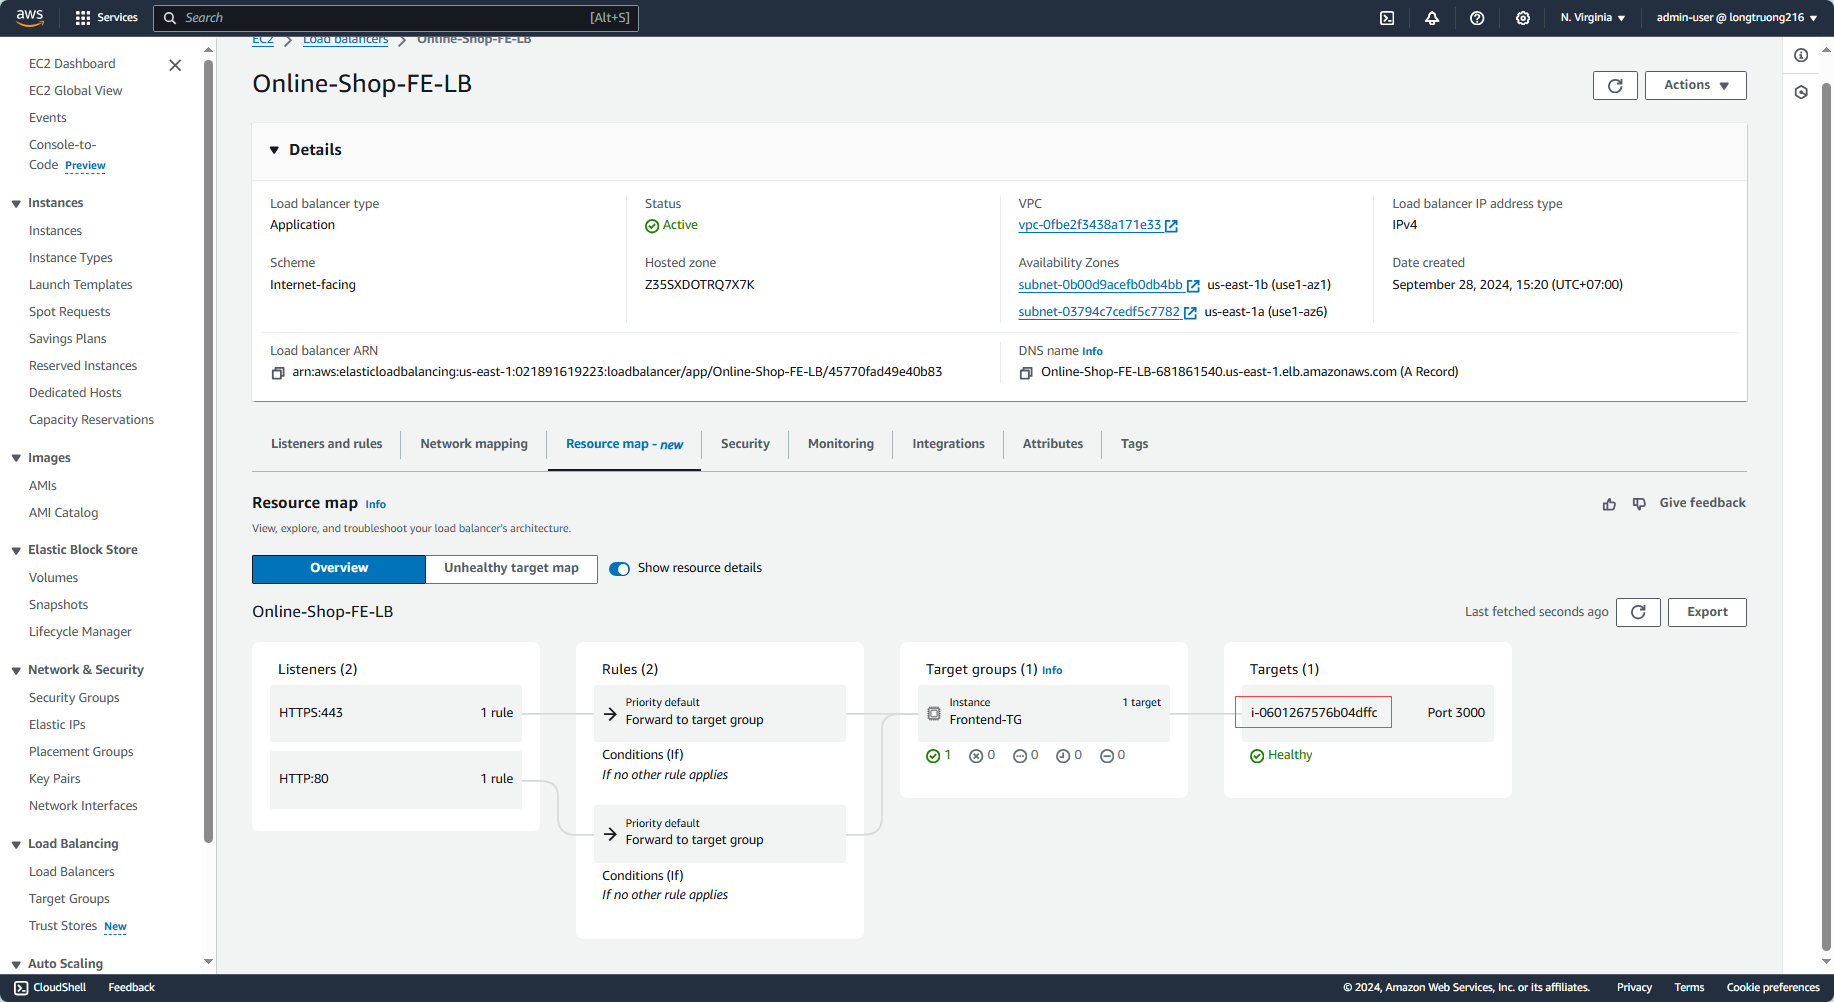 aws
Services
Search
[Alt+S]
N. Virginia
admin-user @ longtruong216
EC2 Dashboard
EC2 Global View
Events
Console-to-
Code Preview
Instances
Instances
Instance Types
Launch Templates
Spot Requests
Savings Plans
Reserved Instances
Dedicated Hosts
Capacity Reservations
Images
AMIs
AMI Catalog
Elastic Block Store
Volumes
Snapshots
Lifecycle Manager
Network & Security
Security Groups
Elastic IPs
Placement Groups
Key Pairs
Network Interfaces
Load Balancing
Load Balancers
Target Groups
Trust Stores New
Auto Scaling
EC2 Load balancers Online-Shop-FE-LB
Online-Shop-FE-LB
Actions
Details
Load balancer type
Application
Status
Active
VPC
vpc-0fbe2f3438a171e33
Load balancer IP address type
IPv4
Scheme
Internet-facing
Hosted zone
Z35SXDOTRQ7X7K
Availability Zones
subnet-0b00d9acefb0db4bb us-east-1b (use1-az1)
subnet-03794c7cedf5c7782 us-east-1a (use1-az6)
Date created
September 28, 2024, 15:20 (UTC+07:00)
Load balancer ARN
arn:aws:elasticloadbalancing:us-east-1:021891619223:loadbalancer/app/Online-Shop-FE-LB/45770fad49e40b83
DNS name Info
Online-Shop-FE-LB-681861540.us-east-1.elb.amazonaws.com (A Record)
Listeners and rules
Network mapping
Resource map - new
Security
Monitoring
Integrations
Attributes
Tags
Resource map Info
Give feedback
View, explore, and troubleshoot your load balancer's architecture.
Overview
Unhealthy target map
Show resource details
Online-Shop-FE-LB
Last fetched seconds ago
Export
Listeners (2)
HTTPS:443 1 rule
HTTP:80 1 rule
Rules (2)
Priority default
Forward to target group
Conditions (If)
If no other rule applies
Priority default
Forward to target group
Conditions (If)
If no other rule applies
Target groups (1) Info
Instance 1 target
Frontend-TG
1 0 0 0 0
Targets (1)
i-0601267576b04dffc Port 3000
Healthy
CloudShell
Feedback
© 2024, Amazon Web Services, Inc. or its affiliates.
Privacy
Terms
Cookie preferences